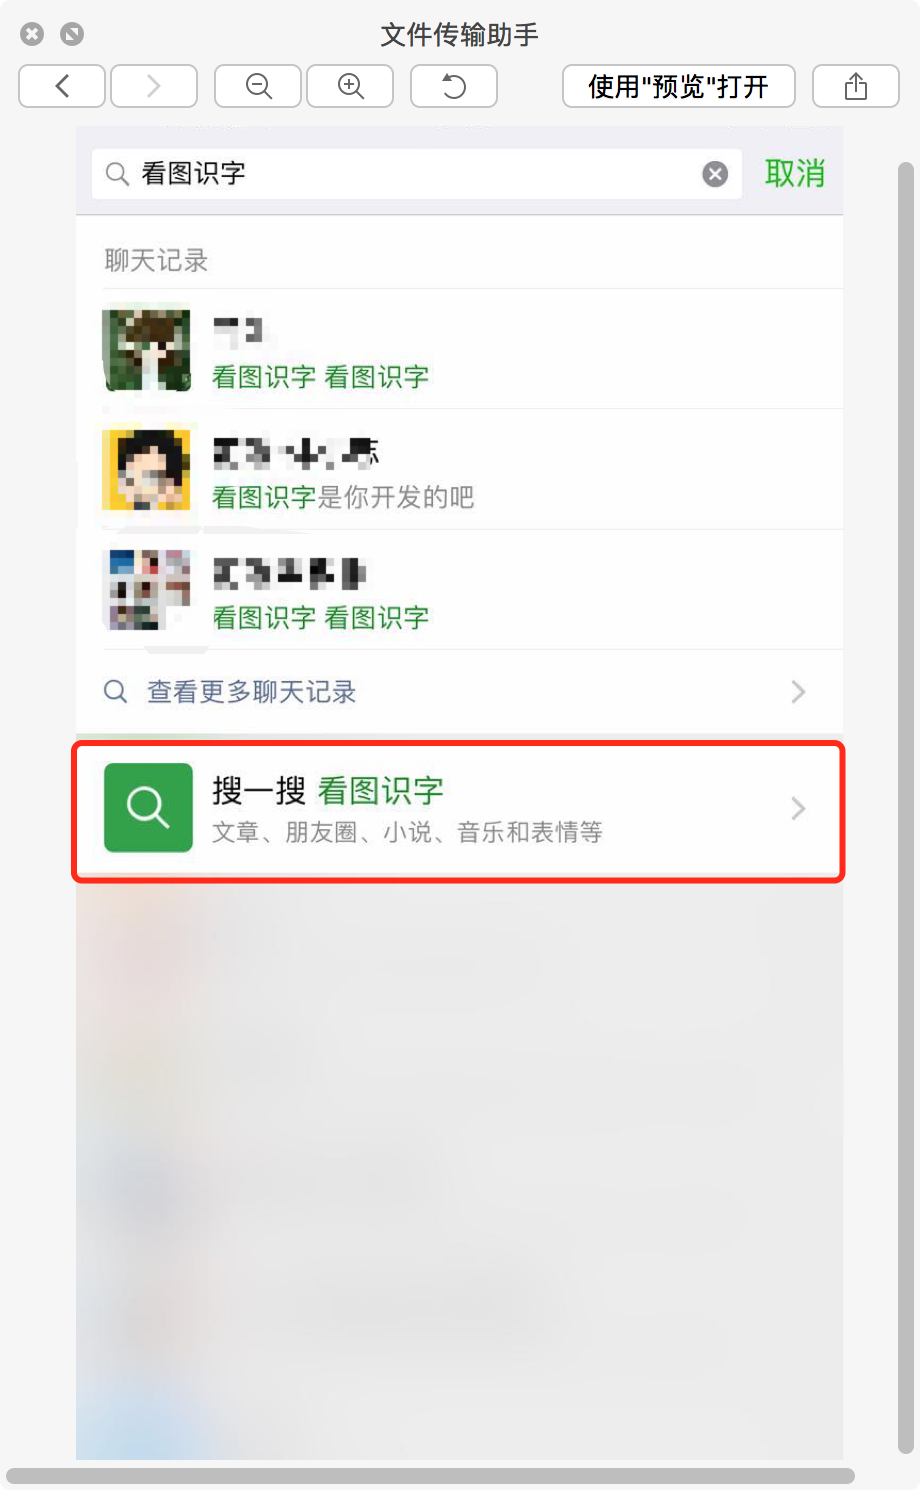 文件传输助手
使用"预览"打开
看图识字 取消
聊天记录
看图识字 看图识字
看图识字是你开发的吧
看图识字 看图识字
查看更多聊天记录
搜一搜 看图识字
文章、朋友圈、小说、音乐和表情等